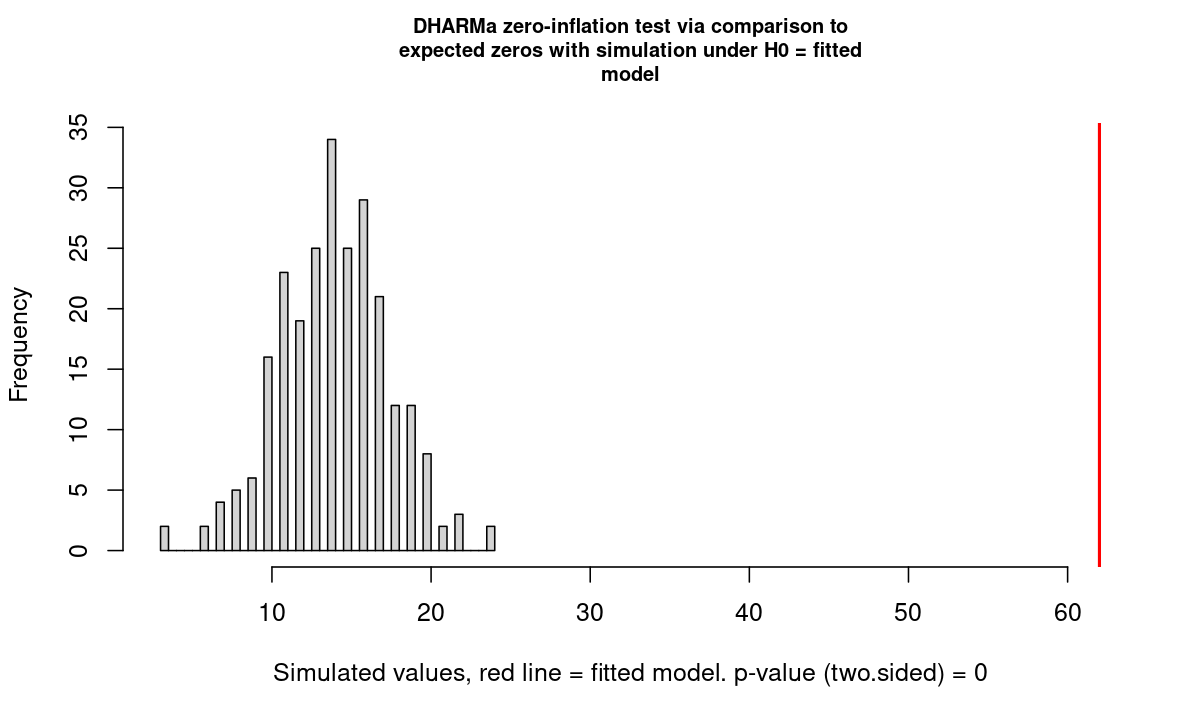 DHARMa zero-inflation test via comparison to
expected zeros with simulation under H0 = fitted
model
Frequency
35
30
25
20
15
10
5
0
10 20 30 40 50 60
Simulated values, red line = fitted model. p-value (two.sided) = 0